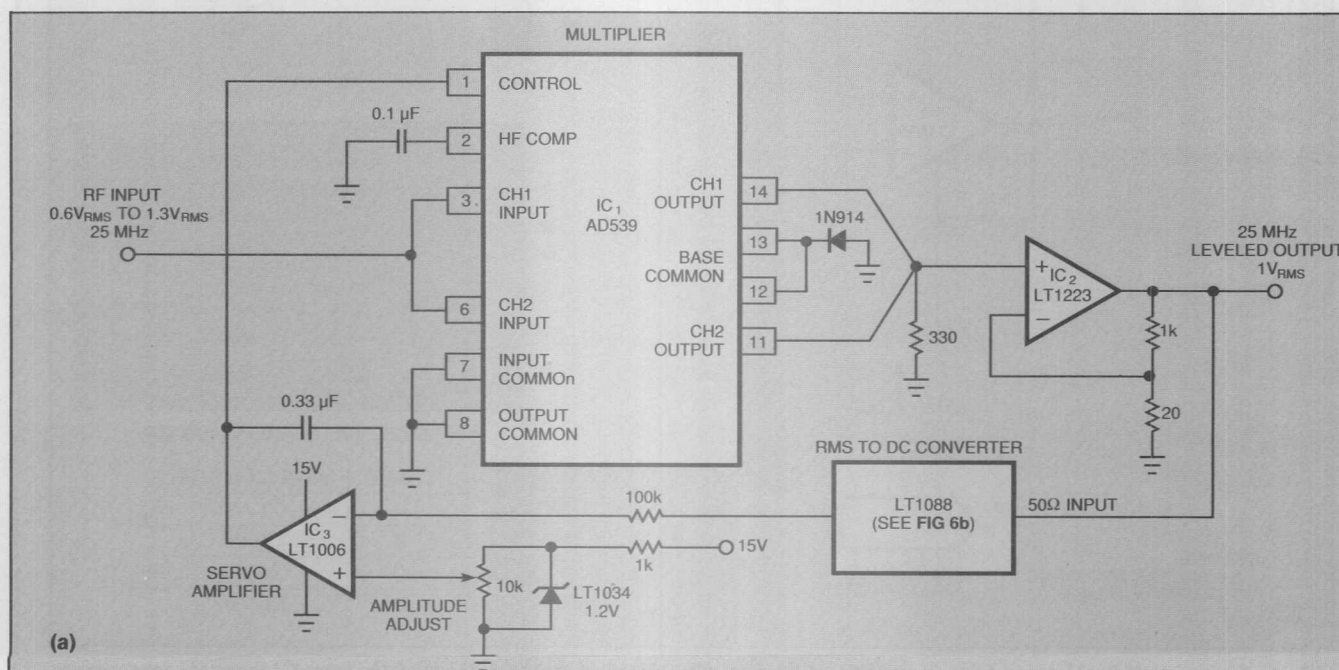 MULTIPLIER
1 CONTROL
0.1 µF
2 HF COMP
RF INPUT
0.6VRMS TO 1.3VRMS
25 MHz
3 CH1
INPUT
IC1
AD539
CH1
OUTPUT 14
1N914
13
BASE
COMMON
12
6 CH2
INPUT
CH2
OUTPUT 11
7 INPUT
COMMOn
8 OUTPUT
COMMON
330
+
IC2
LT1223
−
25 MHz
LEVELED OUTPUT
1VRMS
1k
20
0.33 µF
15V
−
IC3
LT1006
+
SERVO
AMPLIFIER
100k
RMS TO DC CONVERTER
LT1088
(SEE FIG 6b)
50Ω INPUT
1k
15V
10k
LT1034
1.2V
AMPLITUDE
ADJUST
(a)